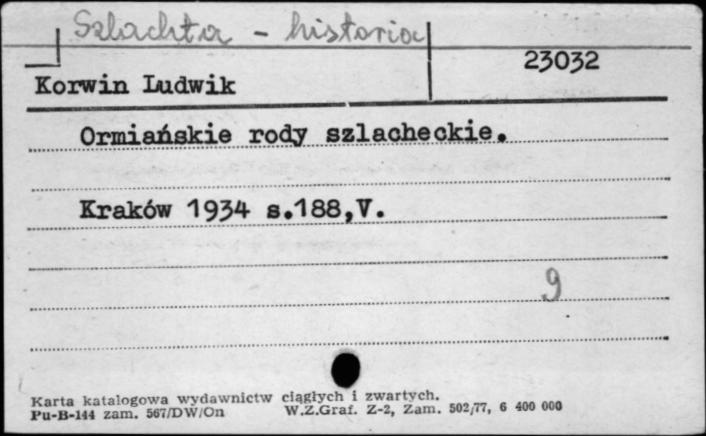 Szlachta - historia
23032
Korwin Ludwik
Ormiańskie rody szlacheckie.
Kraków 1934 s.188,V.
9
Karta katalogowa wydawnictw ciągłych i zwartych.
Pu-B-144 zam. 567/DW/On W.Z.Graf. Z-2, Zam. 502/77, 6 400 000